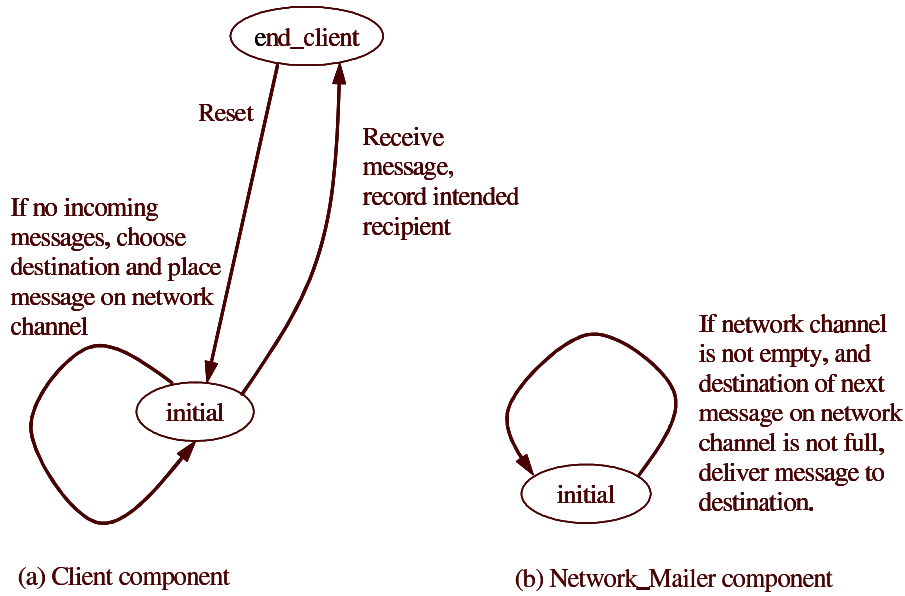 end_client
Reset
Receive
message,
record intended
recipient
If no incoming
messages, choose
destination and place
message on network
channel
initial
(a) Client component
If network channel
is not empty, and
destination of next
message on network
channel is not full,
deliver message to
destination.
initial
(b) Network_Mailer component